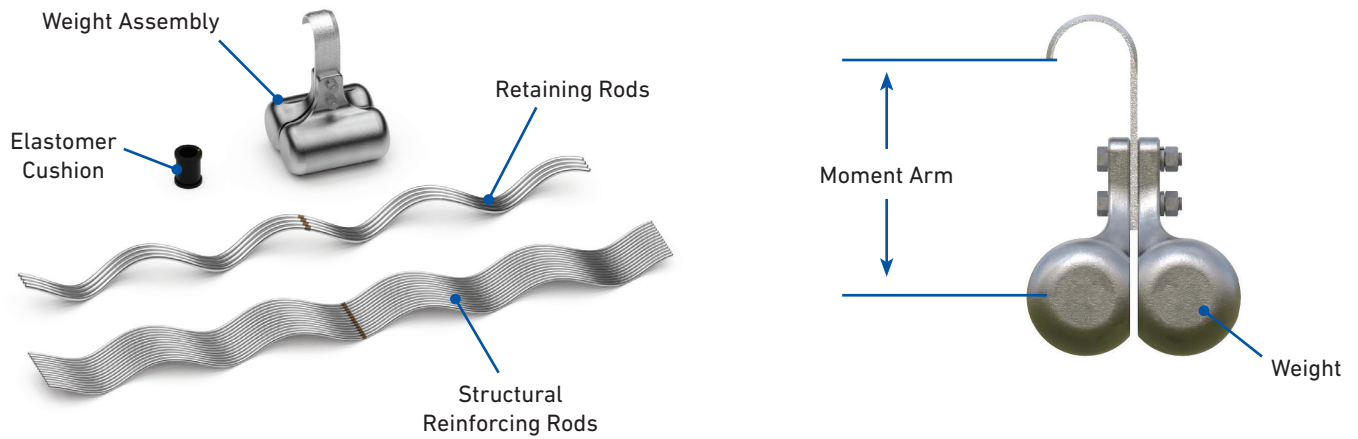 Weight Assembly
Retaining Rods
Elastomer
Cushion
Structural
Reinforcing Rods
Moment Arm
Weight